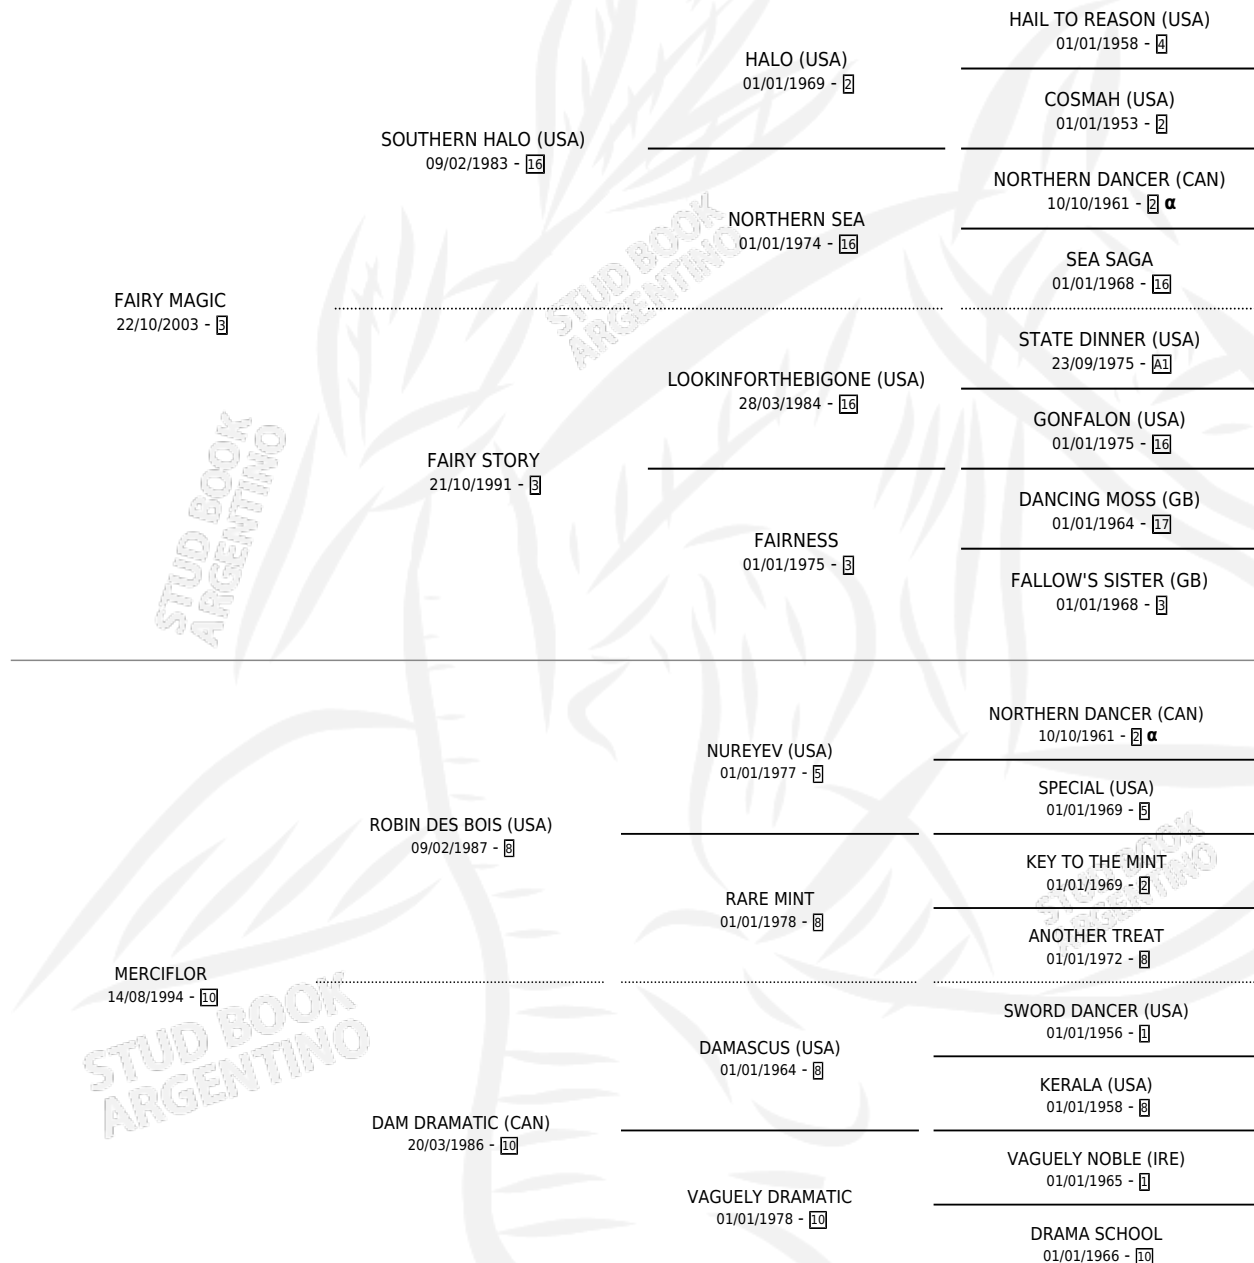 HAIL TO REASON (USA)
01/01/1958 - 4
HALO (USA)
01/01/1969 - 2
COSMAH (USA)
01/01/1953 - 2
SOUTHERN HALO (USA)
09/02/1983 - 16
NORTHERN DANCER (CAN)
10/10/1961 - 2 α
NORTHERN SEA
01/01/1974 - 16
SEA SAGA
01/01/1968 - 16
STUD BOOK
ARGENTINO
FAIRY MAGIC
22/10/2003 - 3
STATE DINNER (USA)
23/09/1975 - A1
LOOKINFORTHEBIGONE (USA)
28/03/1984 - 16
GONFALON (USA)
01/01/1975 - 16
FAIRY STORY
21/10/1991 - 3
DANCING MOSS (GB)
01/01/1964 - 17
FAIRNESS
01/01/1975 - 3
FALLOW'S SISTER (GB)
01/01/1968 - 3
STUD BOOK
ARGENTINO
NORTHERN DANCER (CAN)
10/10/1961 - 2 α
NUREYEV (USA)
01/01/1977 - 5
SPECIAL (USA)
01/01/1969 - 5
ROBIN DES BOIS (USA)
09/02/1987 - 8
KEY TO THE MINT
01/01/1969 - 2
STUD BOOK
ARGENTINO
RARE MINT
01/01/1978 - 8
ANOTHER TREAT
01/01/1972 - 8
MERCIFLOR
14/08/1994 - 10
SWORD DANCER (USA)
01/01/1956 - 1
DAMASCUS (USA)
01/01/1964 - 8
KERALA (USA)
01/01/1958 - 8
STUD BOOK
ARGENTINO
DAM DRAMATIC (CAN)
20/03/1986 - 10
VAGUELY NOBLE (IRE)
01/01/1965 - 1
VAGUELY DRAMATIC
01/01/1978 - 10
DRAMA SCHOOL
01/01/1966 - 10